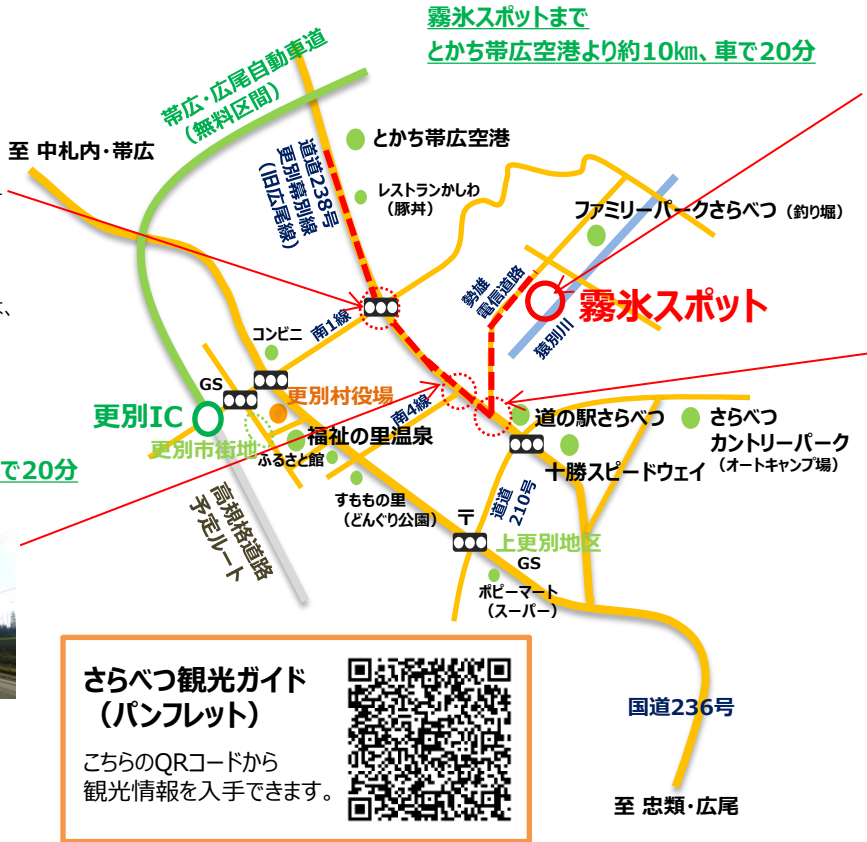 霧氷スポットまで
とかち帯広空港より約10㎞、車で20分
帯広・広尾自動車道
（無料区間）
至 中札内・帯広
道道238号
更別幕別線
（旧広尾線）
とかち帯広空港
レストランかしわ
（豚丼）
ファミリーパークさらべつ（釣り堀）
勢雄
電信道路
霧氷スポット
猿別川
、
コンビニ
南1線
GS
更別村役場
更別IC
南4線
道の駅さらべつ
さらべつ
カントリーパーク
（オートキャンプ場）
更別市街地
福祉の里温泉
ふるさと館
十勝スピードウェイ
で20分
すももの里
（どんぐり公園）
道道
210号
高規格道路
予定ルート
〒
上更別地区
GS
ポピーマート
（スーパー）
さらべつ観光ガイド
（パンフレット）
こちらのQRコードから
観光情報を入手できます。
国道236号
至 忠類・広尾